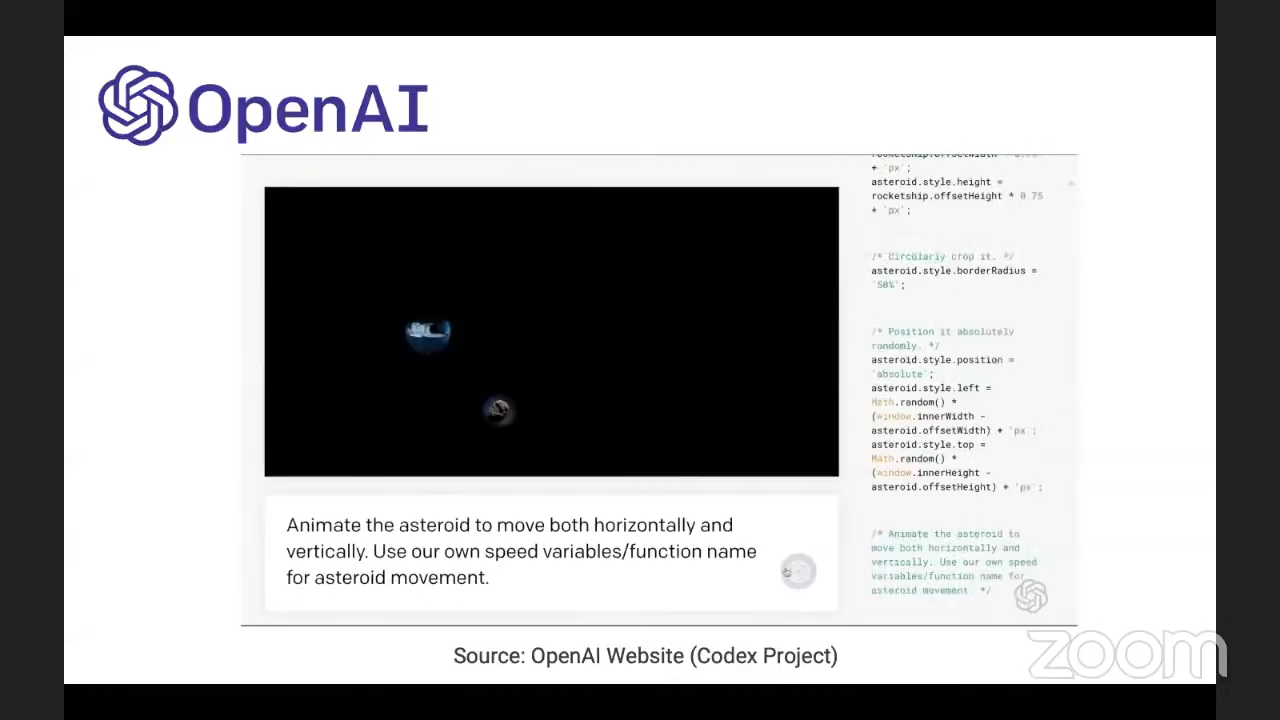 OpenAI
+ 'px';
asteroid.style.height =
rocketship.offsetHeight * 0.75
+ 'px';
/* Circularly crop it. */
asteroid.style.borderRadius =
'50%';
/* Position it absolutely
randomly. */
asteroid.style.position =
'absolute';
asteroid.style.left =
Math.random() *
(window.innerWidth -
asteroid.offsetWidth) + 'px';
asteroid.style.top =
Math.random() *
(window.innerHeight -
asteroid.offsetHeight) + 'px';
/* Animate the asteroid to
move both horizontally and
vertically. Use our own speed
variables/function name for
asteroid movement. */
Animate the asteroid to move both horizontally and
vertically. Use our own speed variables/function name
for asteroid movement.
Source: OpenAI Website (Codex Project)
zoom